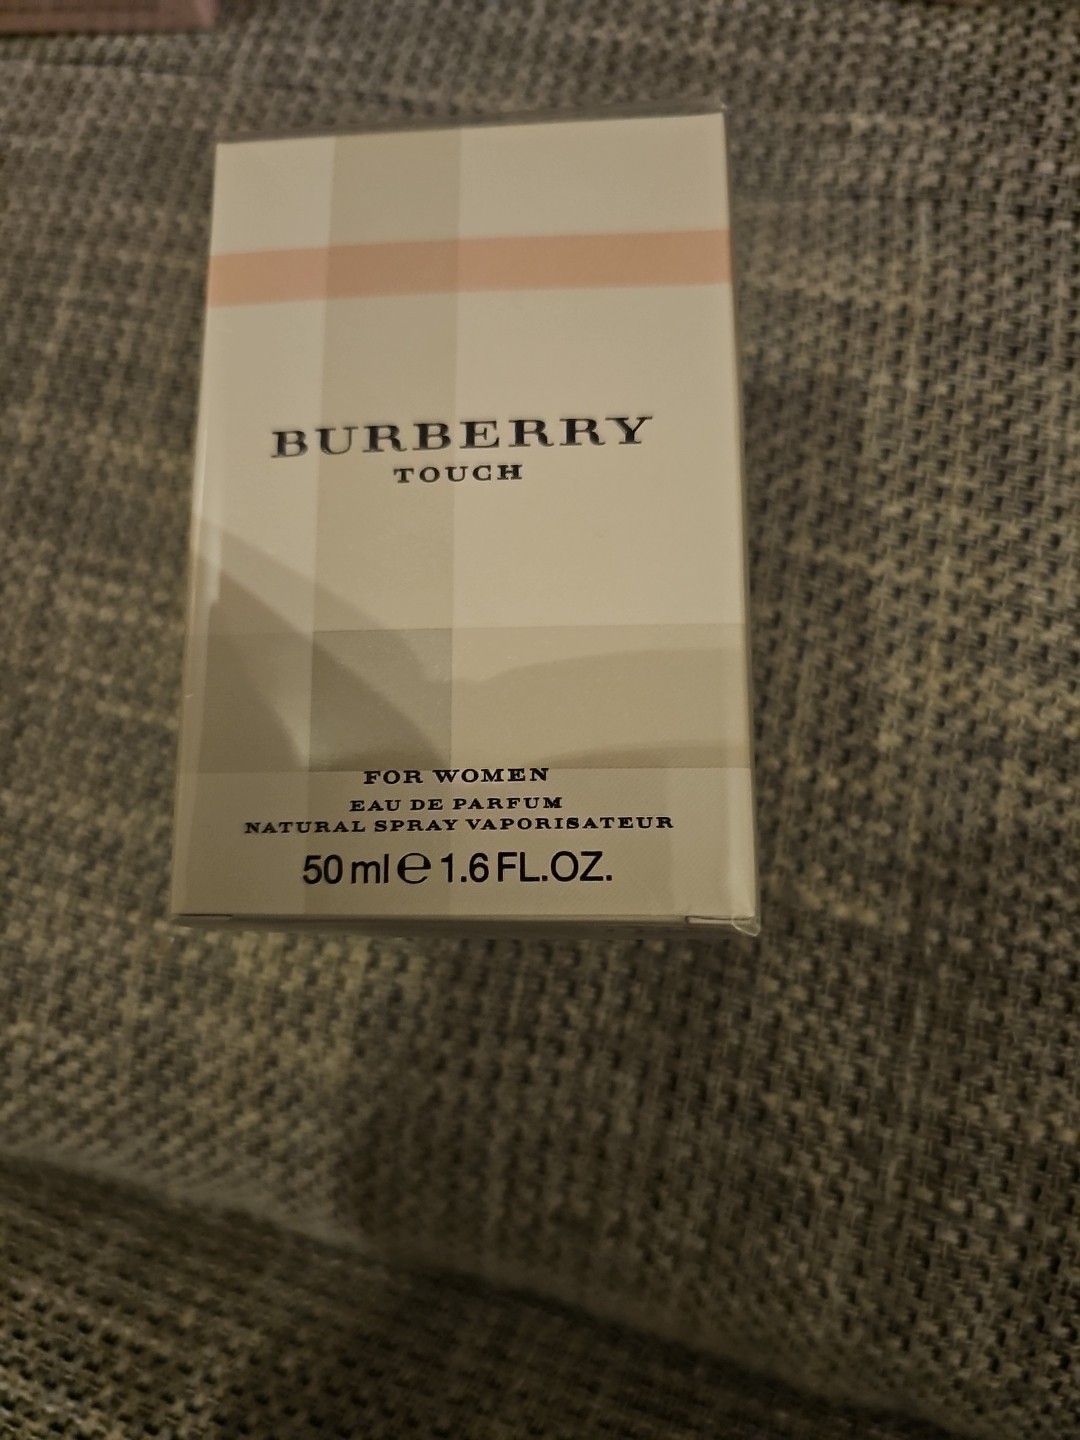 BURBERRY
TOUCH
FOR WOMEN
EAU DE PARFUM
NATURAL SPRAY VAPORISATEUR
50 ml ℮ 1.6 FL.OZ.